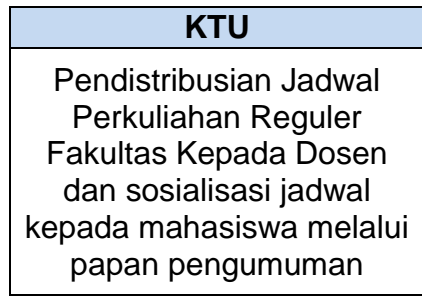 KTU
Pendistribusian Jadwal
Perkuliahan Reguler
Fakultas Kepada Dosen
dan sosialisasi jadwal
kepada mahasiswa melalui
papan pengumuman